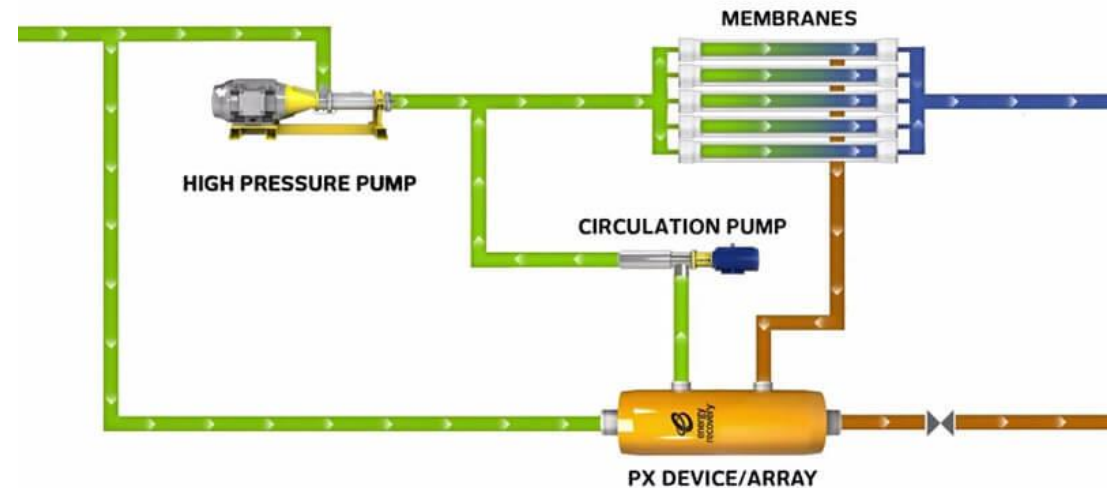 MEMBRANES
HIGH PRESSURE PUMP
CIRCULATION PUMP
energy
recovery
PX DEVICE/ARRAY